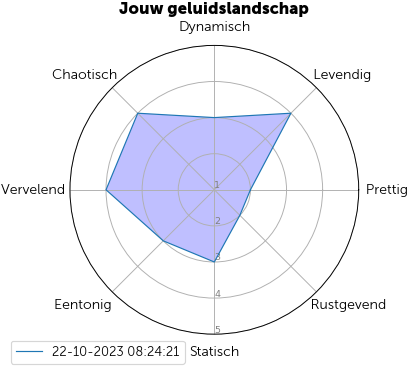 Jouw geluidslandschap
Dynamisch
Chaotisch
Levendig
Vervelend
1
Prettig
2
3
4
Eentonig
Rustgevend
5
22-10-2023 08:24:21
Statisch